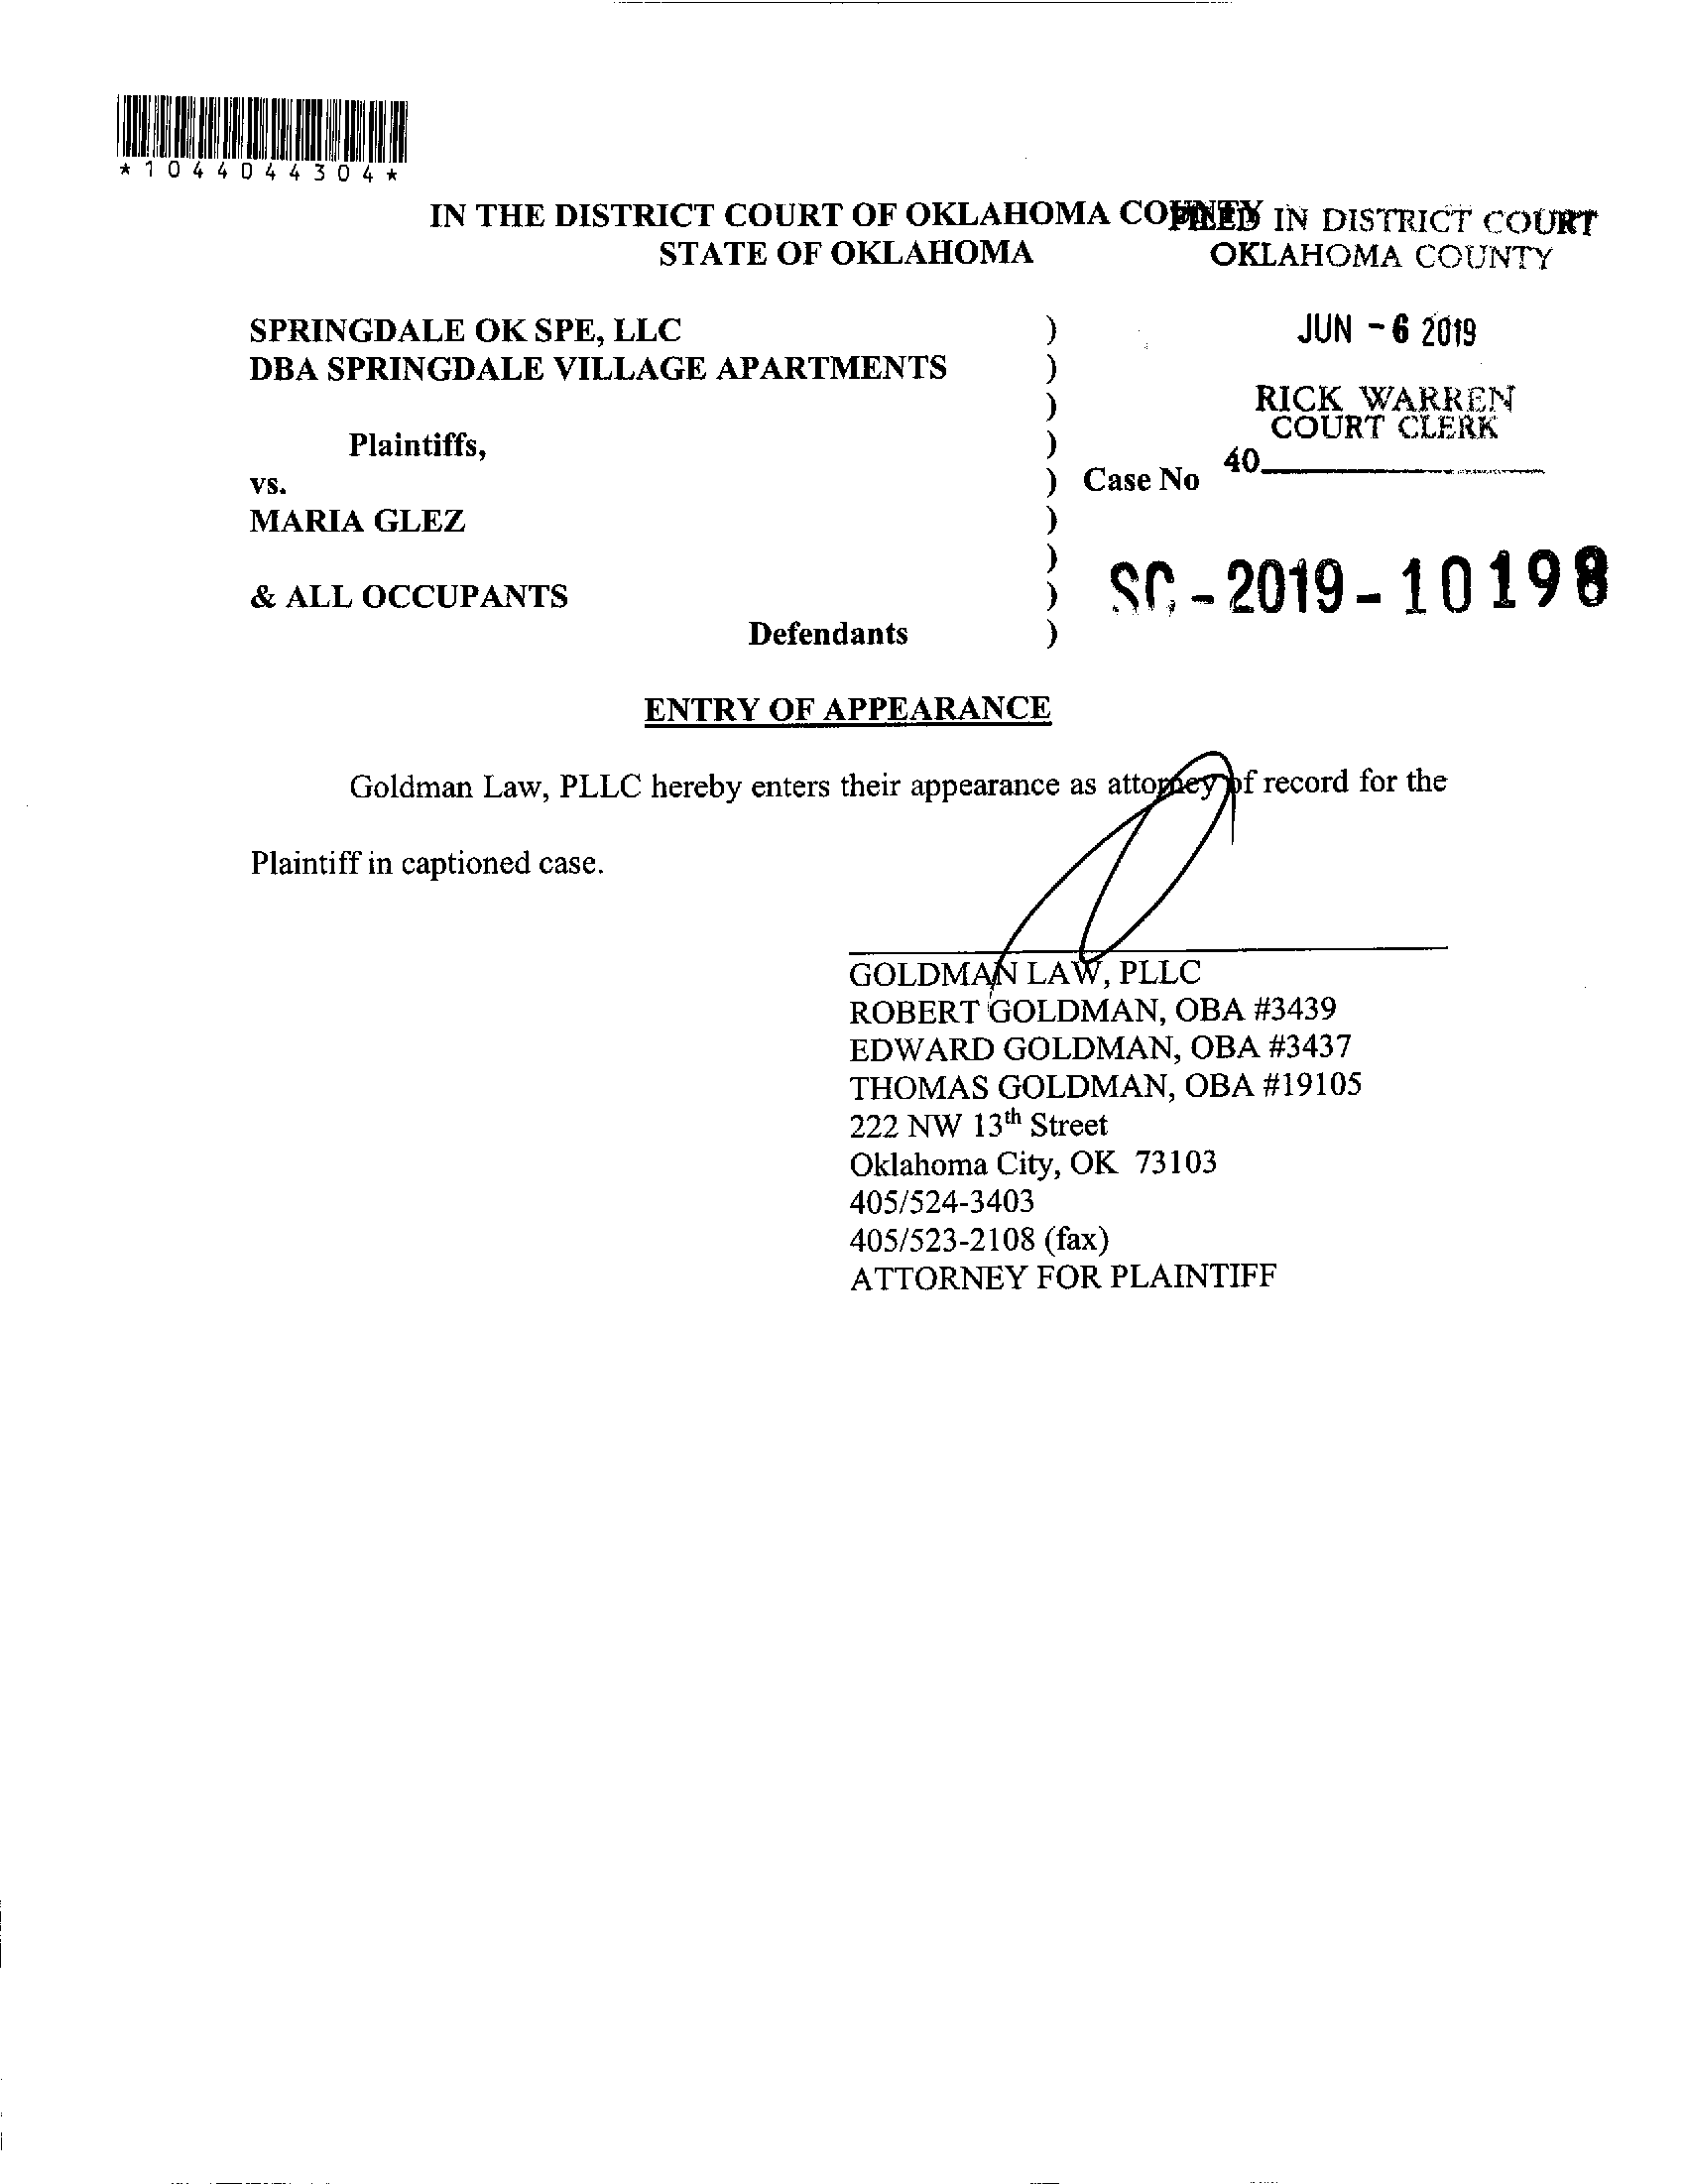 *1044044304*
IN THE DISTRICT COURT OF OKLAHOMA COUNTY
STATE OF OKLAHOMA
FILED IN DISTRICT COURT
OKLAHOMA COUNTY
JUN - 6 2019
RICK WARREN
COURT CLERK
40
SPRINGDALE OK SPE, LLC )
DBA SPRINGDALE VILLAGE APARTMENTS )
)
Plaintiffs, )
vs. ) Case No
MARIA GLEZ )
)
& ALL OCCUPANTS )
Defendants )
SC - 2019 - 10198
ENTRY OF APPEARANCE
Goldman Law, PLLC hereby enters their appearance as attorney of record for the
Plaintiff in captioned case.
GOLDMAN LAW, PLLC
ROBERT GOLDMAN, OBA #3439
EDWARD GOLDMAN, OBA #3437
THOMAS GOLDMAN, OBA #19105
222 NW 13th Street
Oklahoma City, OK 73103
405/524-3403
405/523-2108 (fax)
ATTORNEY FOR PLAINTIFF